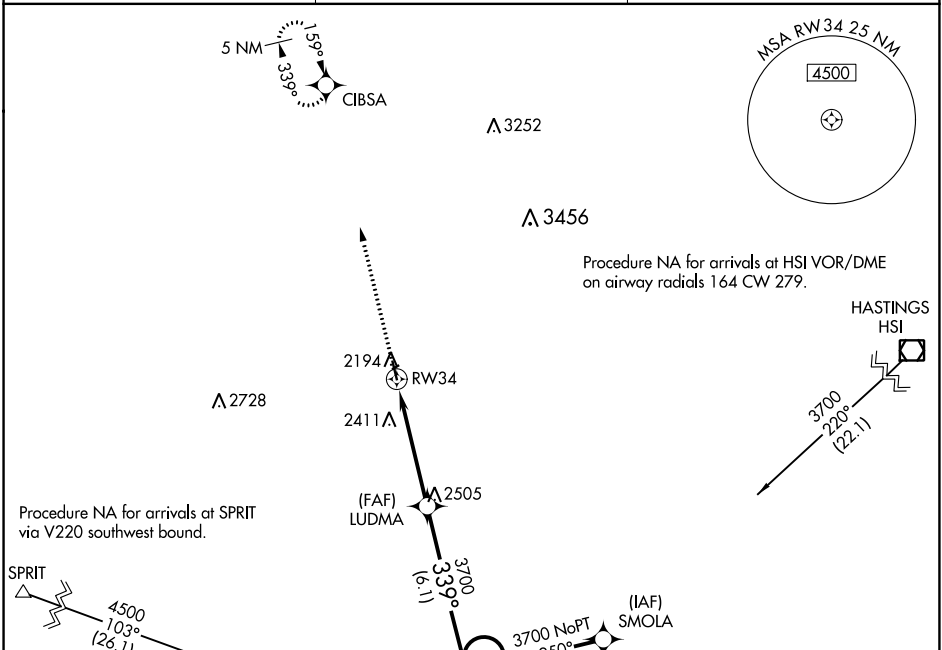 MSA RW34 25 NM
4500
5 NM
159°
339°
CIBSA
3252
3456
Procedure NA for arrivals at HSI VOR/DME
on airway radials 164 CW 279.
HASTINGS
HSI
2194
RW34
3700
220°
(22.1)
2728
2411
(FAF)
LUDMA
2505
Procedure NA for arrivals at SPRIT
via V220 southwest bound.
3700
339°
(6.1)
SPRIT
4500
103°
(26.1)
(IAF)
SMOLA
3700 NoPT